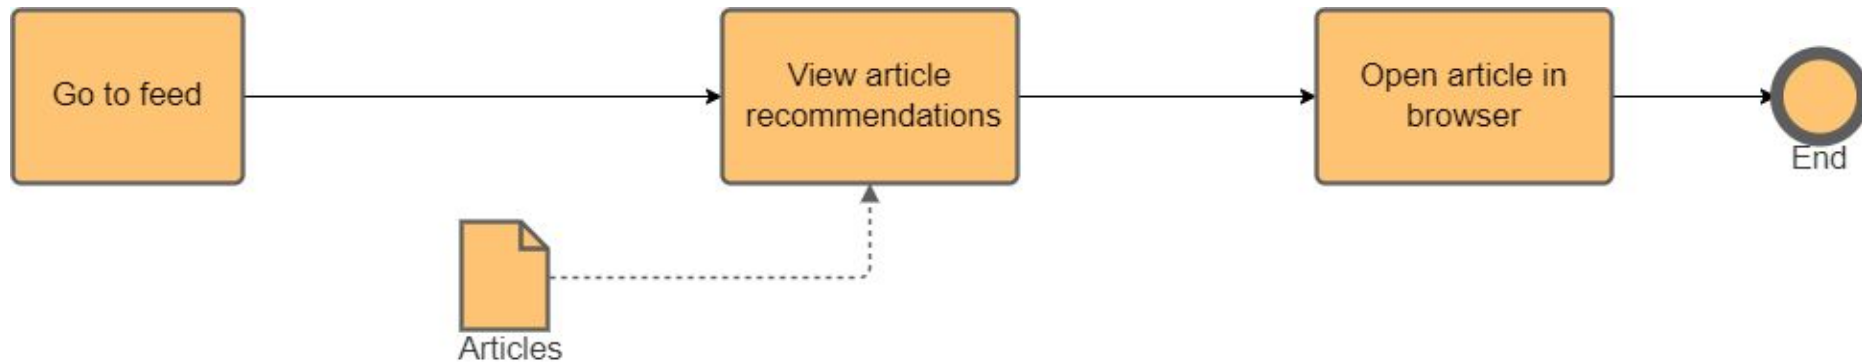 Go to feed
View article
recommendations
Open article in
browser
End
Articles